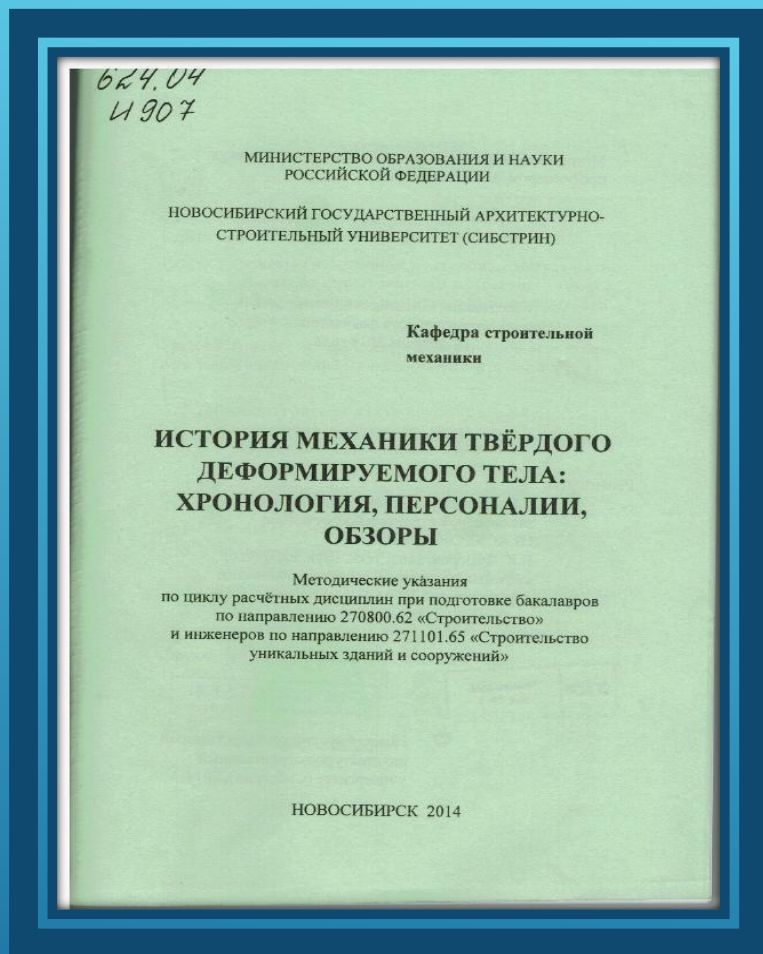 624.04
И 907
МИНИСТЕРСТВО ОБРАЗОВАНИЯ И НАУКИ
РОССИЙСКОЙ ФЕДЕРАЦИИ
НОВОСИБИРСКИЙ ГОСУДАРСТВЕННЫЙ АРХИТЕКТУРНО-
СТРОИТЕЛЬНЫЙ УНИВЕРСИТЕТ (СИБСТРИН)
Кафедра строительной
механики
ИСТОРИЯ МЕХАНИКИ ТВЁРДОГО
ДЕФОРМИРУЕМОГО ТЕЛА:
ХРОНОЛОГИЯ, ПЕРСОНАЛИИ,
ОБЗОРЫ
Методические указания
по циклу расчётных дисциплин при подготовке бакалавров
по направлению 270800.62 «Строительство»
и инженеров по направлению 271101.65 «Строительство
уникальных зданий и сооружений»
НОВОСИБИРСК 2014